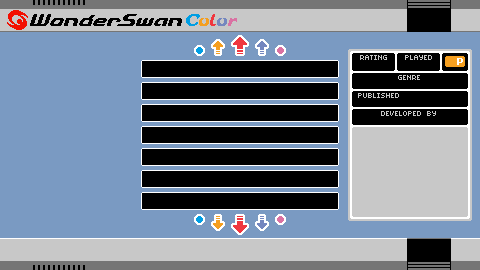 WonderSwan Color
RATING PLAYED P
GENRE
PUBLISHED
DEVELOPED BY